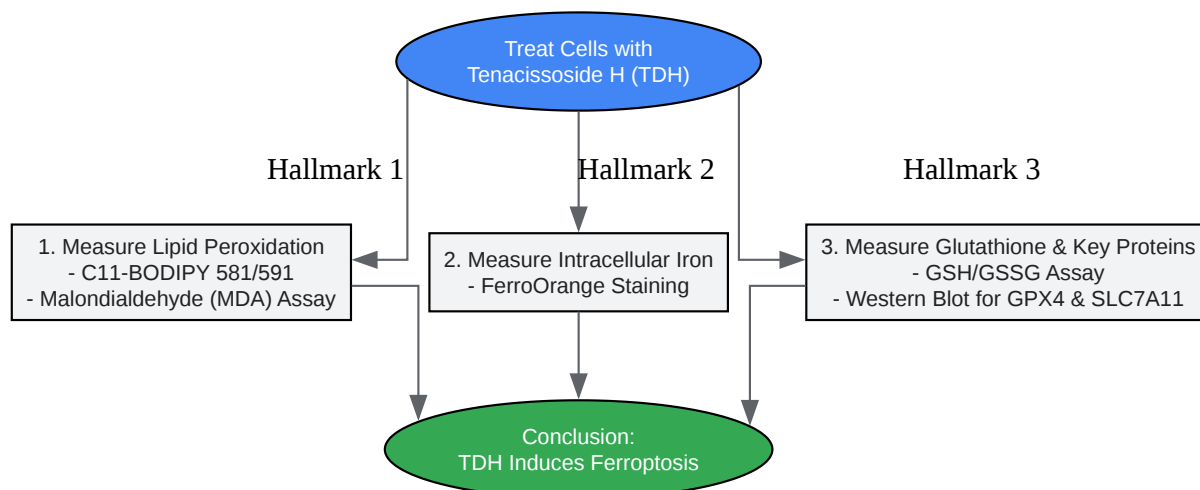 Treat Cells with
Tenacissoside H (TDH)
Hallmark 1
Hallmark 2
Hallmark 3
1. Measure Lipid Peroxidation
- C11-BODIPY 581/591
- Malondialdehyde (MDA) Assay
2. Measure Intracellular Iron
- FerroOrange Staining
3. Measure Glutathione & Key Proteins
- GSH/GSSG Assay
- Western Blot for GPX4 & SLC7A11
Conclusion:
TDH Induces Ferroptosis